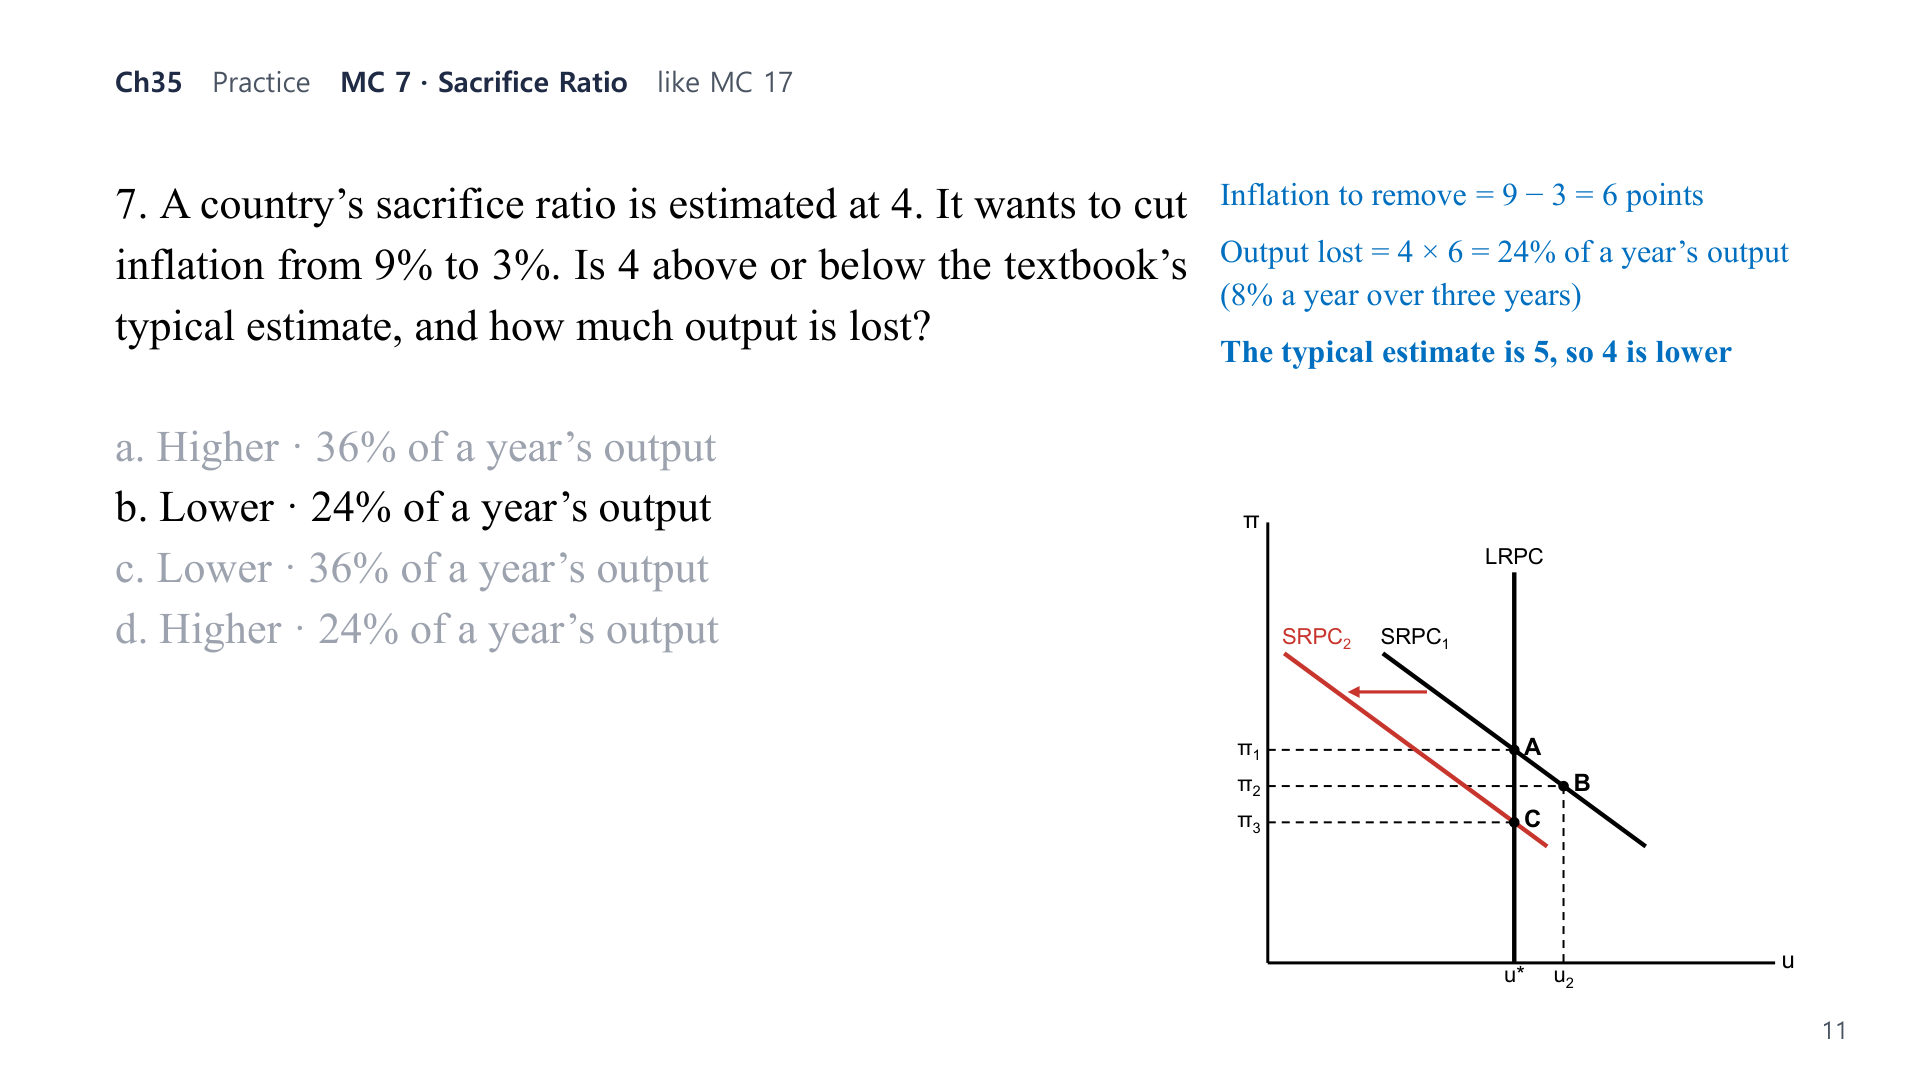 Ch35 Practice MC 7 · Sacrifice Ratio like MC 17
7. A country’s sacrifice ratio is estimated at 4. It wants to cut
inflation from 9% to 3%. Is 4 above or below the textbook’s
typical estimate, and how much output is lost?
a. Higher · 36% of a year’s output
b. Lower · 24% of a year’s output
c. Lower · 36% of a year’s output
d. Higher · 24% of a year’s output
Inflation to remove = 9 − 3 = 6 points
Output lost = 4 × 6 = 24% of a year’s output
(8% a year over three years)
The typical estimate is 5, so 4 is lower
π
LRPC
SRPC₂ SRPC₁
π₁ A
π₂ B
π₃ C
u
u* u₂
11